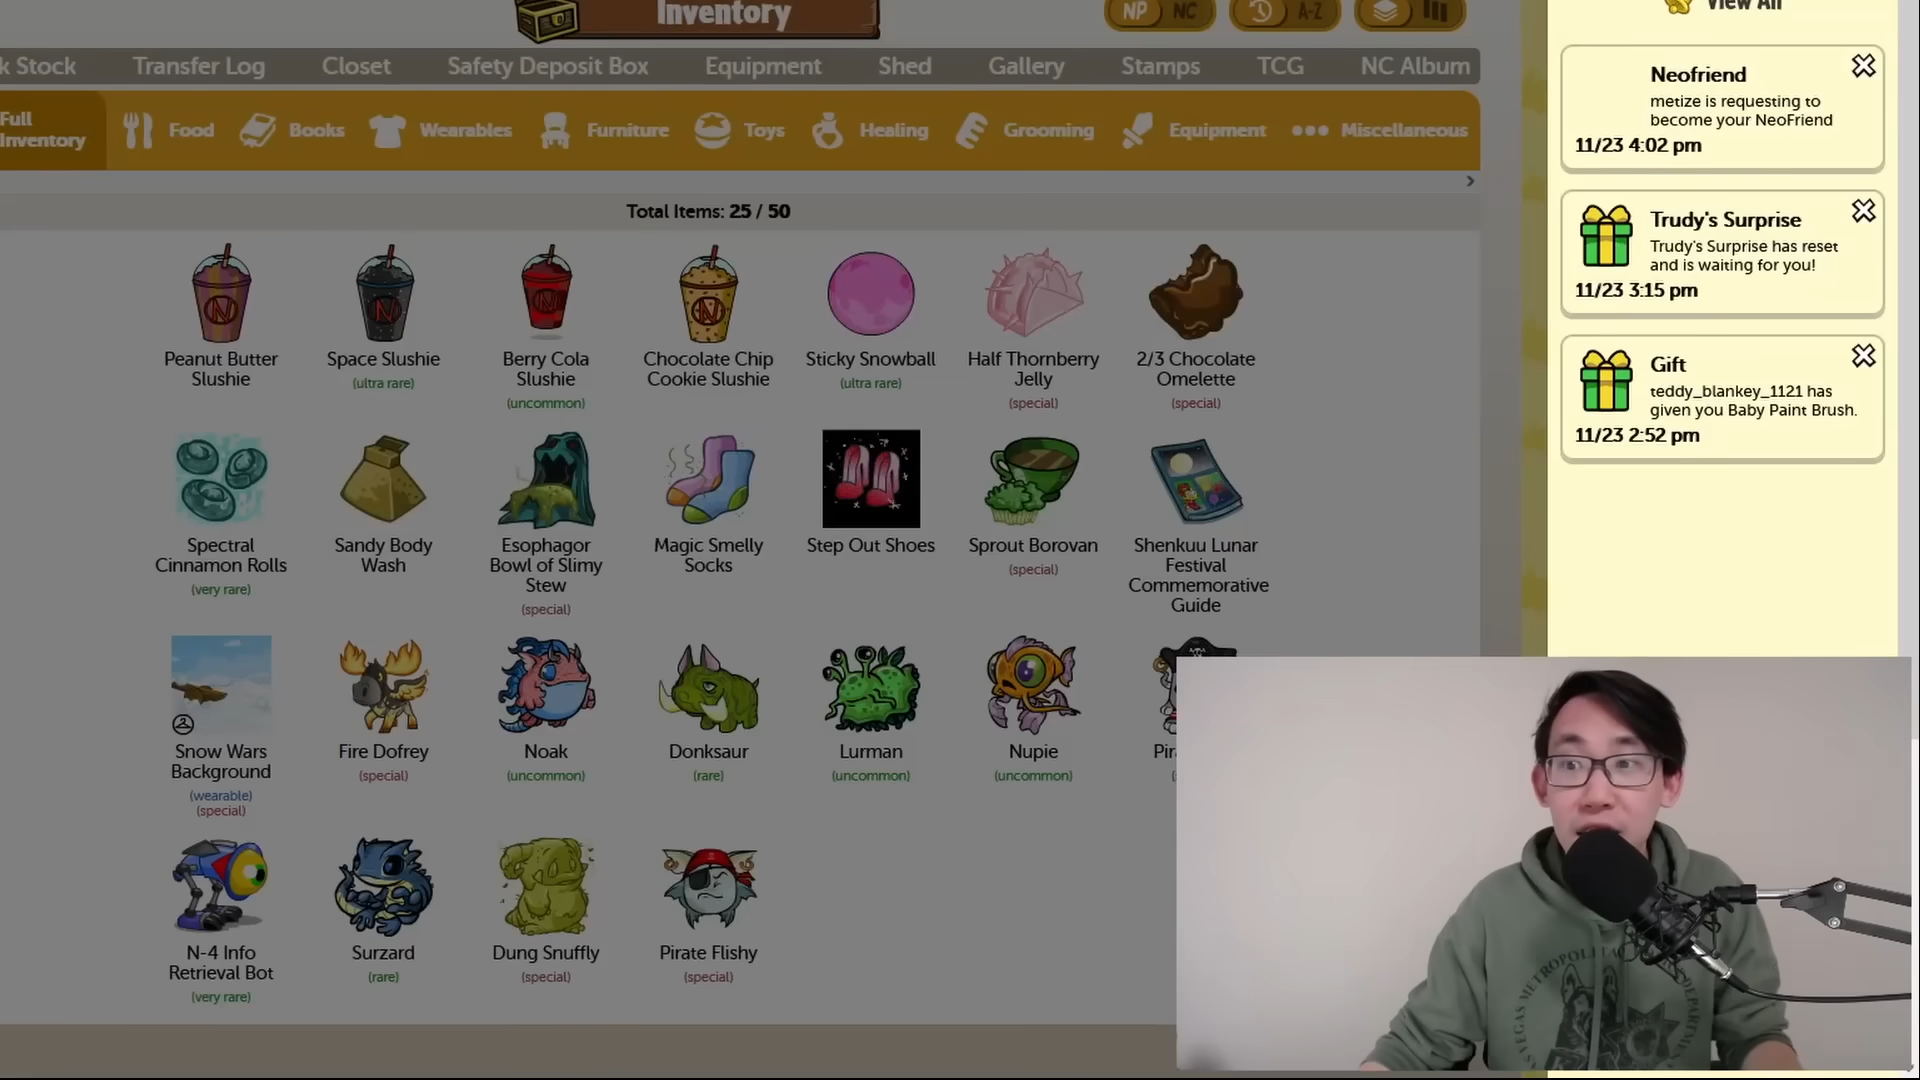 Inventory
NP NC
A-Z
View All
k Stock Transfer Log Closet Safety Deposit Box Equipment Shed Gallery Stamps TCG NC Album
Full
Inventory
Food Books Wearables Furniture Toys Healing Grooming Equipment Miscellaneous
Total Items: 25 / 50
Peanut Butter
Slushie
Space Slushie
(ultra rare)
Berry Cola
Slushie
(uncommon)
Chocolate Chip
Cookie Slushie
Sticky Snowball
(ultra rare)
Half Thornberry
Jelly
(special)
2/3 Chocolate
Omelette
(special)
Spectral
Cinnamon Rolls
(very rare)
Sandy Body
Wash
Esophagor
Bowl of Slimy
Stew
(special)
Magic Smelly
Socks
Step Out Shoes
Sprout Borovan
(special)
Shenkuu Lunar
Festival
Commemorative
Guide
Snow Wars
Background
(wearable)
(special)
Fire Dofrey
(special)
Noak
(uncommon)
Donksaur
(rare)
Lurman
(uncommon)
Nupie
(uncommon)
N-4 Info
Retrieval Bot
(very rare)
Surzard
(rare)
Dung Snuffly
(special)
Pirate Flishy
(special)
Neofriend
metize is requesting to
become your NeoFriend
11/23 4:02 pm
Trudy's Surprise
Trudy's Surprise has reset
and is waiting for you!
11/23 3:15 pm
Gift
teddy_blankey_1121 has
given you Baby Paint Brush.
11/23 2:52 pm